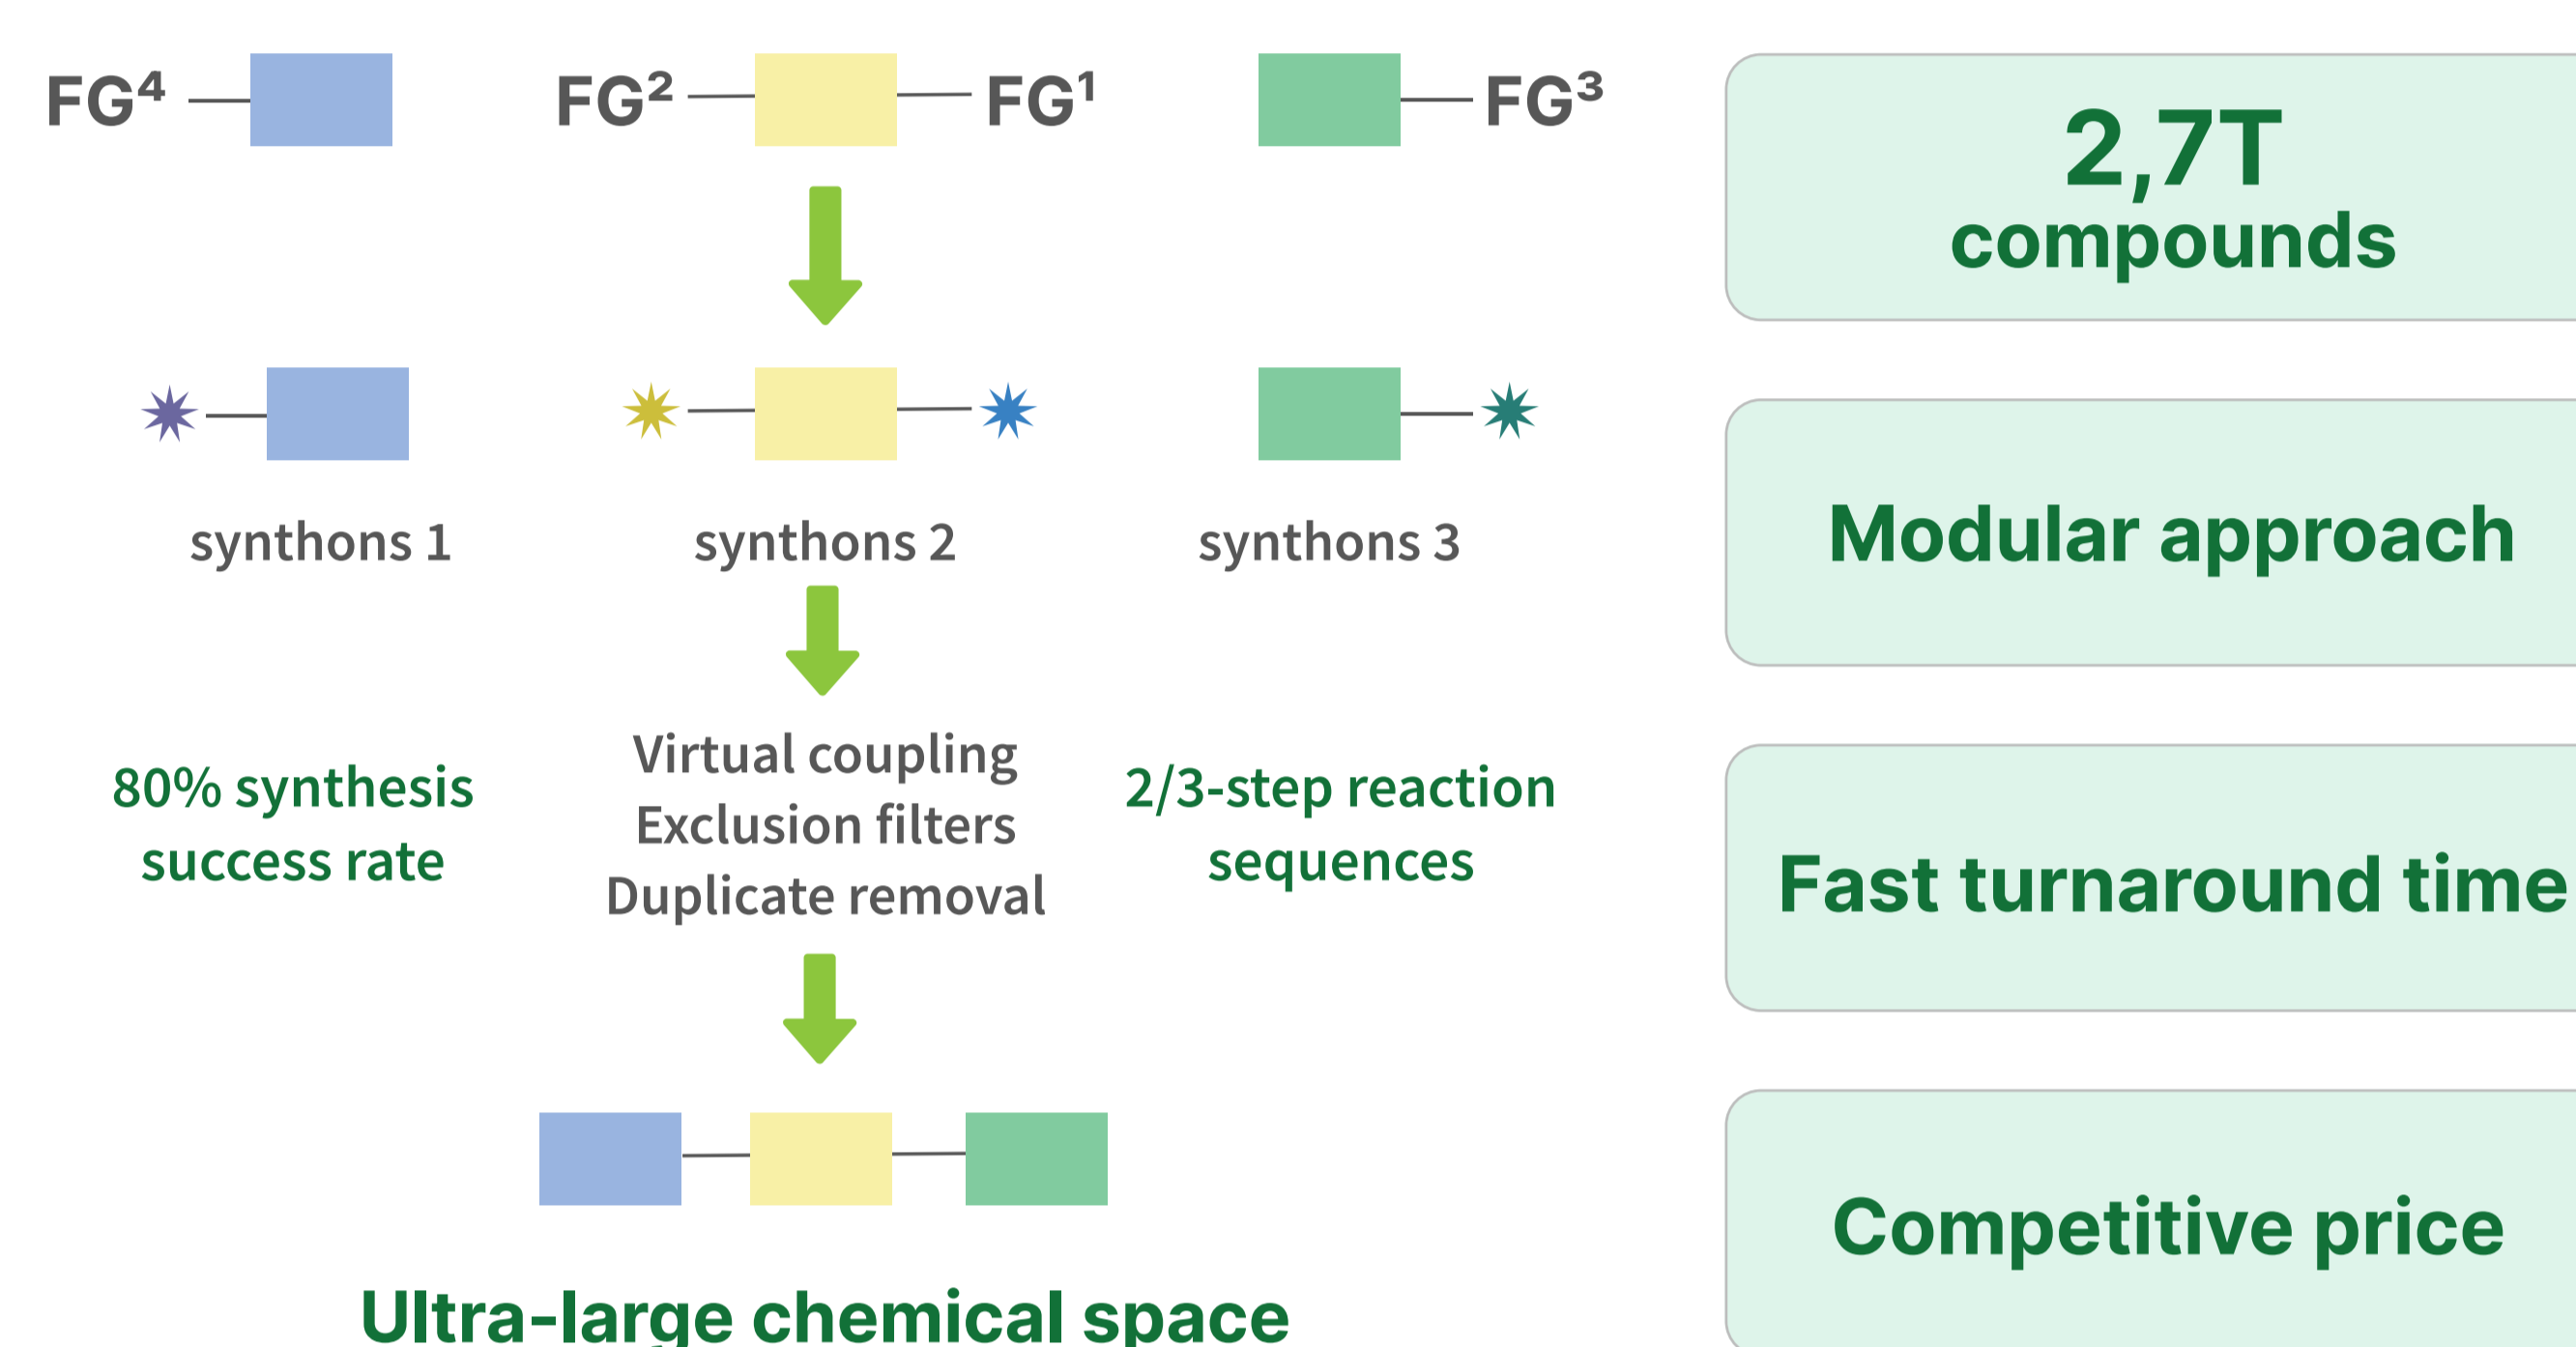 FG⁴
FG²
FG¹
FG³
synthons 1
synthons 2
synthons 3
80% synthesis
success rate
Virtual coupling
Exclusion filters
Duplicate removal
2/3-step reaction
sequences
Ultra-large chemical space
2,7T
compounds
Modular approach
Fast turnaround time
Competitive price